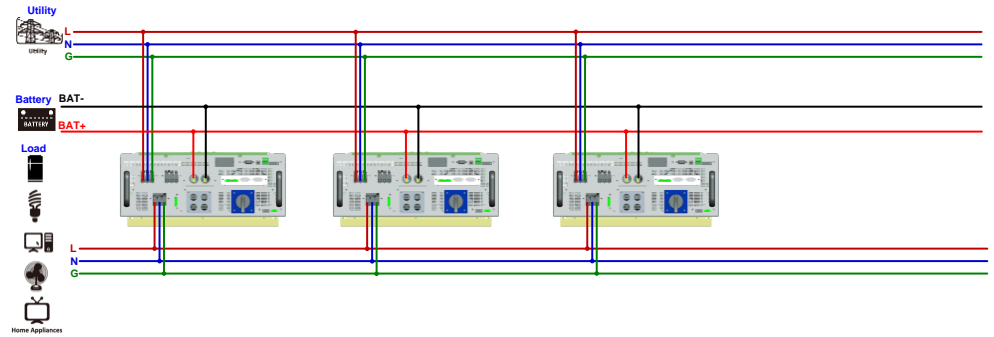 Utility
L
Utility
N
G
Battery
BAT-
BATTERY
BAT+
Load
L
N
G
Home Appliances